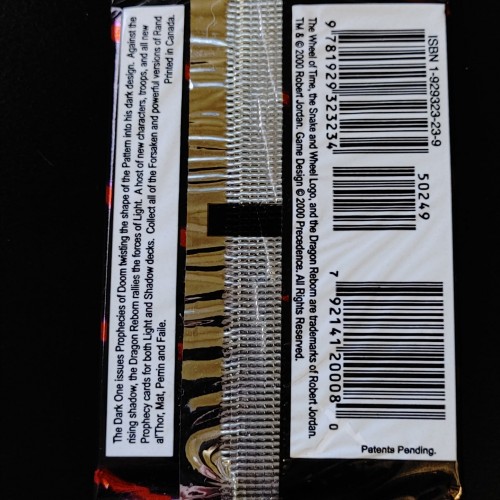 The Dark One issues Prophecies of Doom twisting the shape of the Pattern into his dark design. Against the
rising shadow, the Dragon Reborn rallies the forces of Light. A host of new characters, troops, and all new
Prophecy cards for both Light and Shadow decks. Collect all of the Forsaken and powerful versions of Rand
al'Thor, Mat, Perrin and Faile.
Printed in Canada.
The Wheel of Time, the Snake and Wheel Logo, and the Dragon Reborn are trademarks of Robert Jordan.
TM & © 2000 Robert Jordan. Game Design © 2000 Precedence. All Rights Reserved.
ISBN 1-929323-23-9
9 781929 323234
50249
7 92141 20008 0
Patents Pending.